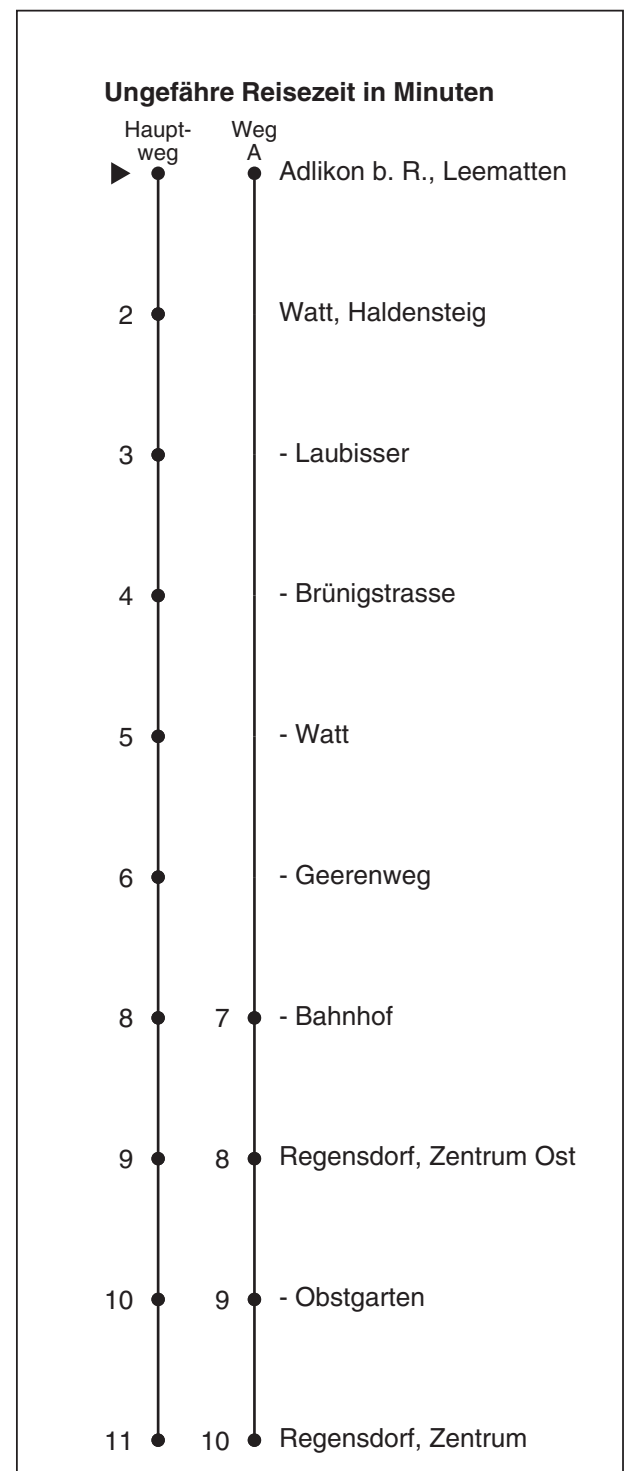 Ungefähre Reisezeit in Minuten
Haupt-
weg
Weg
A
Adlikon b. R., Leematten
2 Watt, Haldensteig
3 - Laubisser
4 - Brünigstrasse
5 - Watt
6 - Geerenweg
8 7 - Bahnhof
9 8 Regensdorf, Zentrum Ost
10 9 - Obstgarten
11 10 Regensdorf, Zentrum